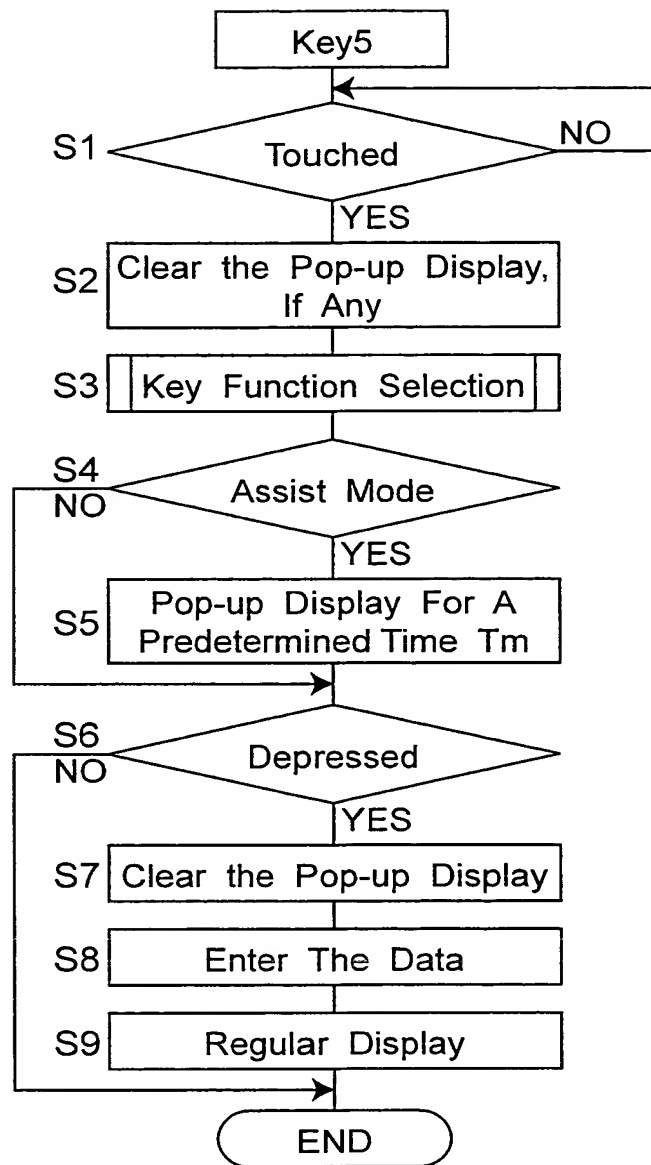 Key5
S1
Touched
NO
YES
S2
Clear the Pop-up Display,
If Any
S3
Key Function Selection
S4
NO
Assist Mode
YES
S5
Pop-up Display For A
Predetermined Time Tm
S6
NO
Depressed
YES
S7
Clear the Pop-up Display
S8
Enter The Data
S9
Regular Display
END